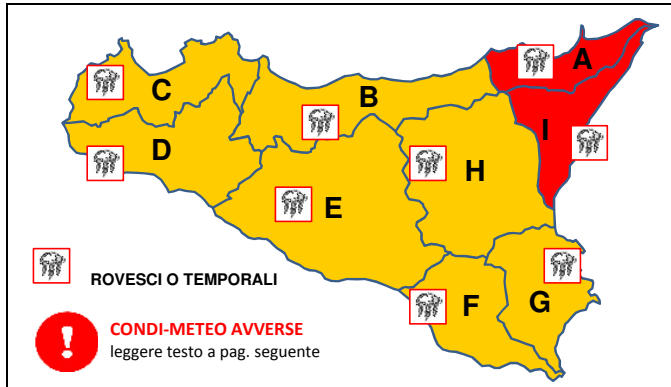 A
C
B
I
D
H
E
ROVESCI O TEMPORALI
F
G
CONDI-METEO AVVERSE
leggere testo a pag. seguente